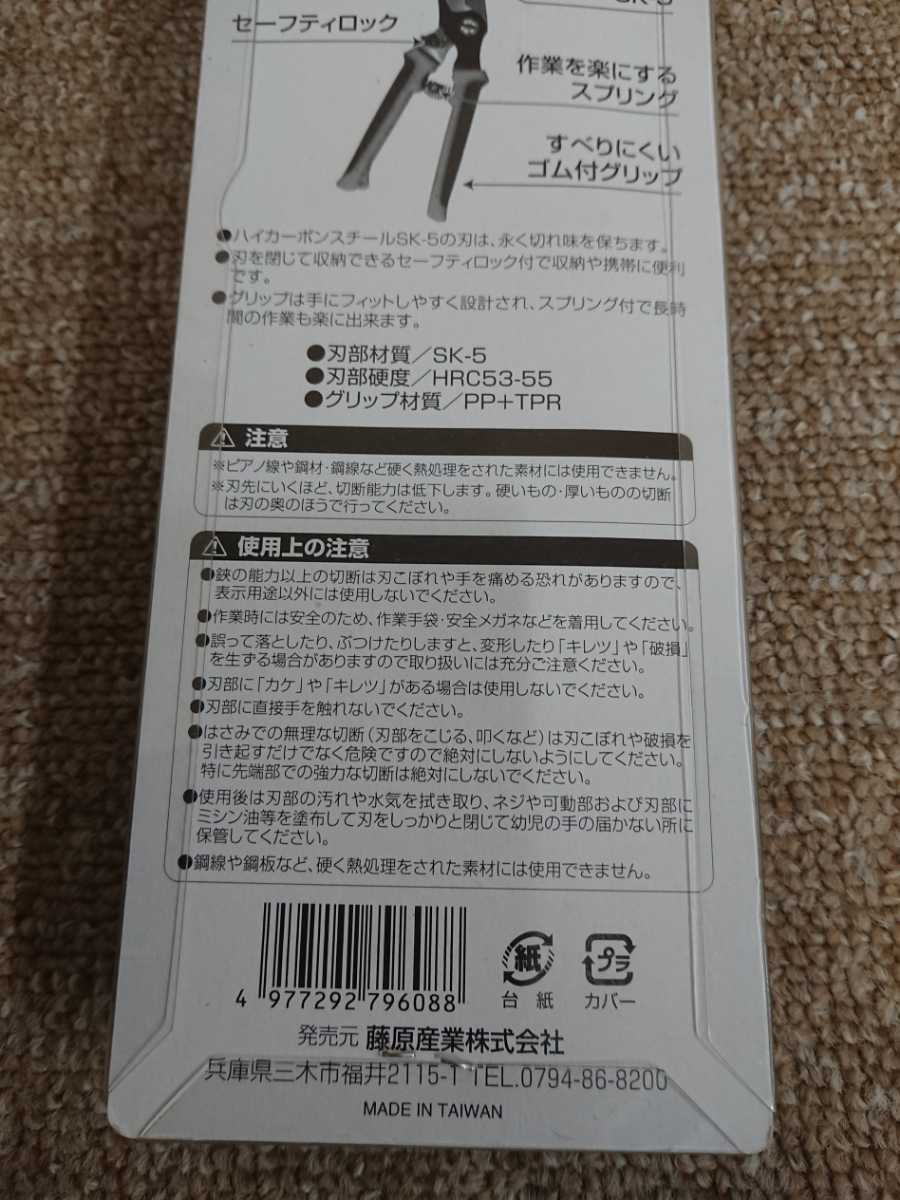 セーフティロック
SK-5
作業を楽にする
スプリング
すべりにくい
ゴム付グリップ
●ハイカーボンスチールSK-5の刃は、永く切れ味を保ちます。
●刃を閉じて収納できるセーフティロック付で収納や携帯に便利
です。
●グリップは手にフィットしやすく設計され、スプリング付で長時
間の作業も楽に出来ます。
●刃部材質／SK-5
●刃部硬度／HRC53-55
●グリップ材質／PP+TPR
注意
※ピアノ線や鋼材・鋼線など硬く熱処理をされた素材には使用できません。
※刃先にいくほど、切断能力は低下します。硬いもの・厚いものの切断
は刃の奥のほうで行ってください。
使用上の注意
●鋏の能力以上の切断は刃こぼれや手を痛める恐れがありますので、
表示用途以外には使用しないでください。
●作業時には安全のため、作業手袋・安全メガネなどを着用してください。
●誤って落としたり、ぶつけたりしますと、変形したり「キレツ」や「破損」
を生ずる場合がありますので取り扱いには充分ご注意ください。
●刃部に「カケ」や「キレツ」がある場合は使用しないでください。
●刃部に直接手を触れないでください。
●はさみでの無理な切断（刃部をこじる、叩くなど）は刃こぼれや破損を
引き起すだけでなく危険ですので絶対にしないようにしてください。
特に先端部での強力な切断は絶対にしないでください。
●使用後は刃部の汚れや水気を拭き取り、ネジや可動部および刃部に
ミシン油等を塗布して刃をしっかりと閉じて幼児の手の届かない所に
保管してください。
●鋼線や鋼板など、硬く熱処理をされた素材には使用できません。
4 977292 796088
紙
台紙
プラ
カバー
発売元 藤原産業株式会社
兵庫県三木市福井2115-1 TEL.0794-86-8200
MADE IN TAIWAN